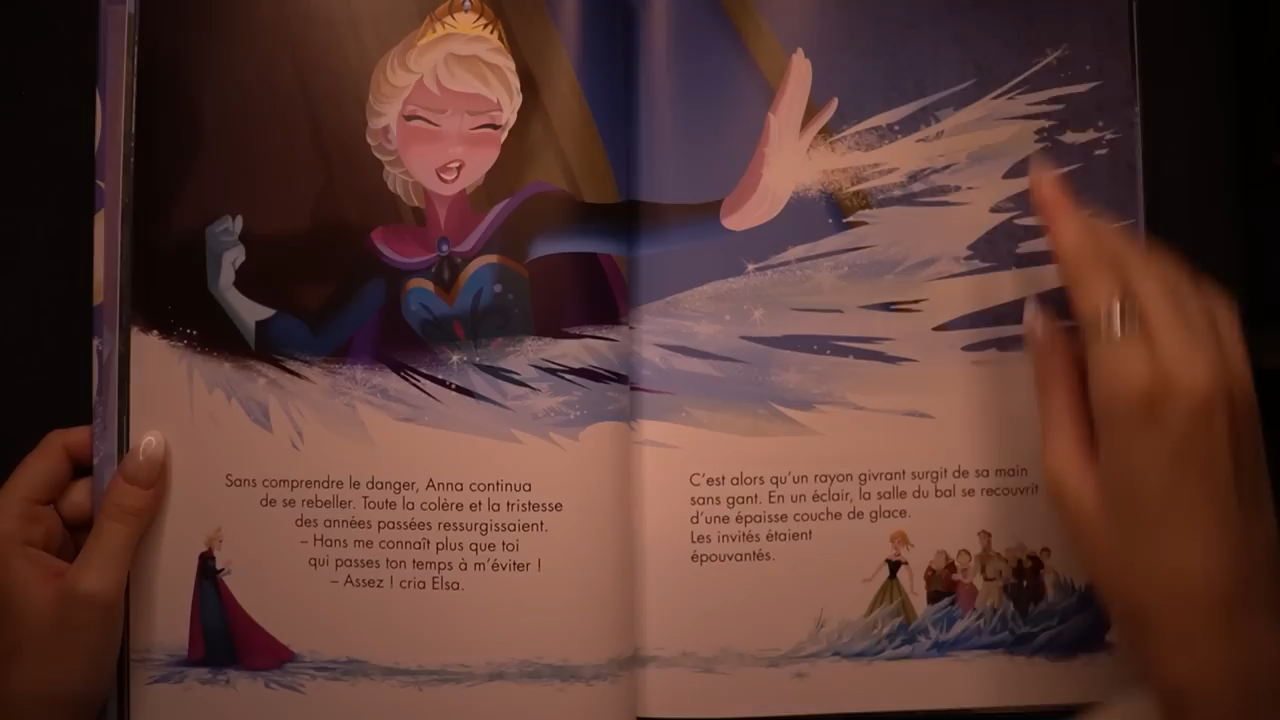 Sans comprendre le danger, Anna continua
de se rebeller. Toute la colère et la tristesse
des années passées ressurgissaient.
– Hans me connaît plus que toi
qui passes ton temps à m'éviter !
– Assez ! cria Elsa.
C'est alors qu'un rayon givrant surgit de sa main
sans gant. En un éclair, la salle du bal se recouvrit
d'une épaisse couche de glace.
Les invités étaient
épouvantés.